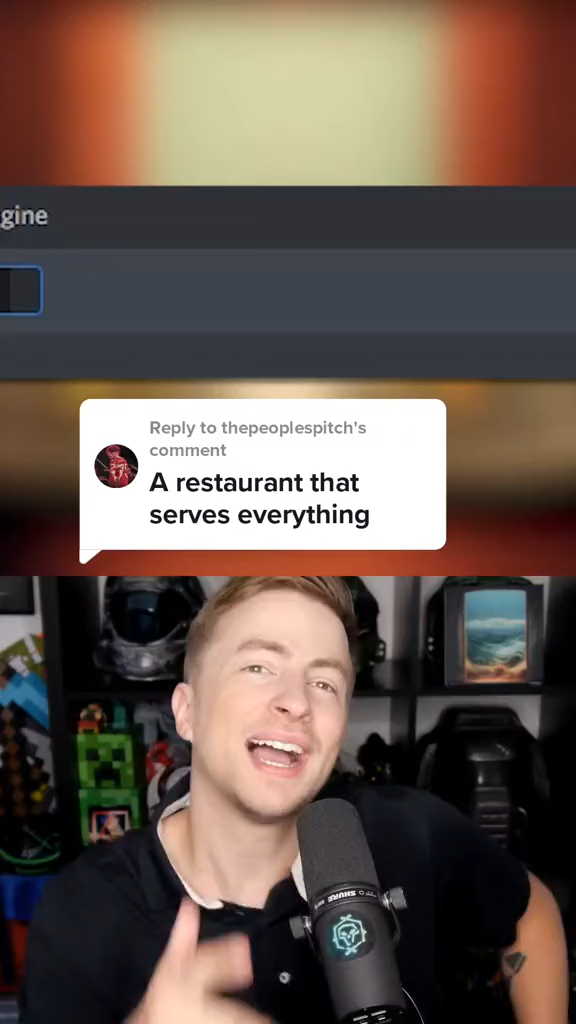 gine
Reply to thepeoplespitch's
comment
A restaurant that
serves everything
SHURE